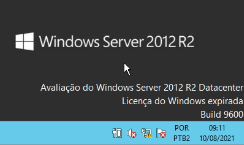 Windows Server 2012 R2
Avaliação do Windows Server 2012 R2 Datacenter
Licença do Windows expirada
Build 9600
POR 09:11
PTB2 10/08/2021